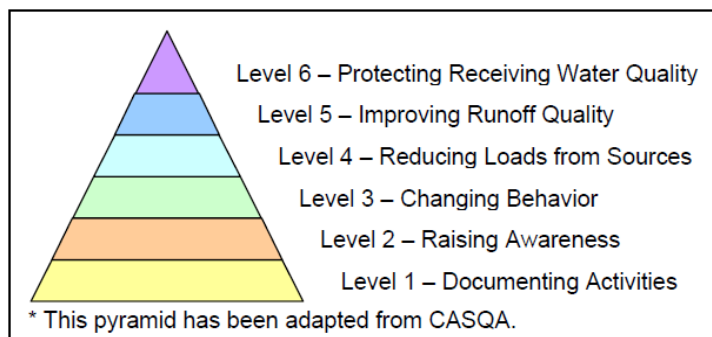 Level 6 – Protecting Receiving Water Quality
Level 5 – Improving Runoff Quality
Level 4 – Reducing Loads from Sources
Level 3 – Changing Behavior
Level 2 – Raising Awareness
Level 1 – Documenting Activities
* This pyramid has been adapted from CASQA.